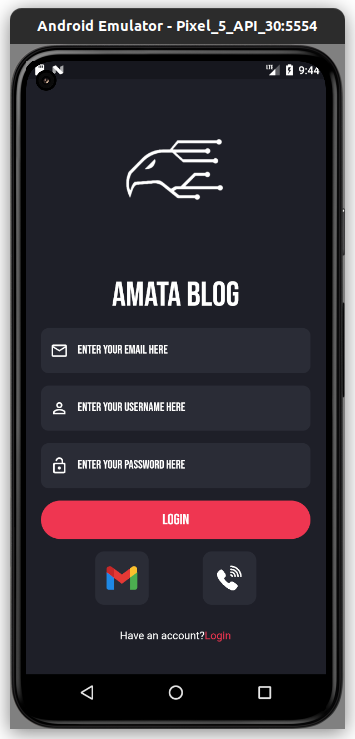 Android Emulator - Pixel_5_API_30:5554
LTE 9:44
AMATA BLOG
ENTER YOUR EMAIL HERE
ENTER YOUR USERNAME HERE
ENTER YOUR PASSWORD HERE
LOGIN
Have an account?Login